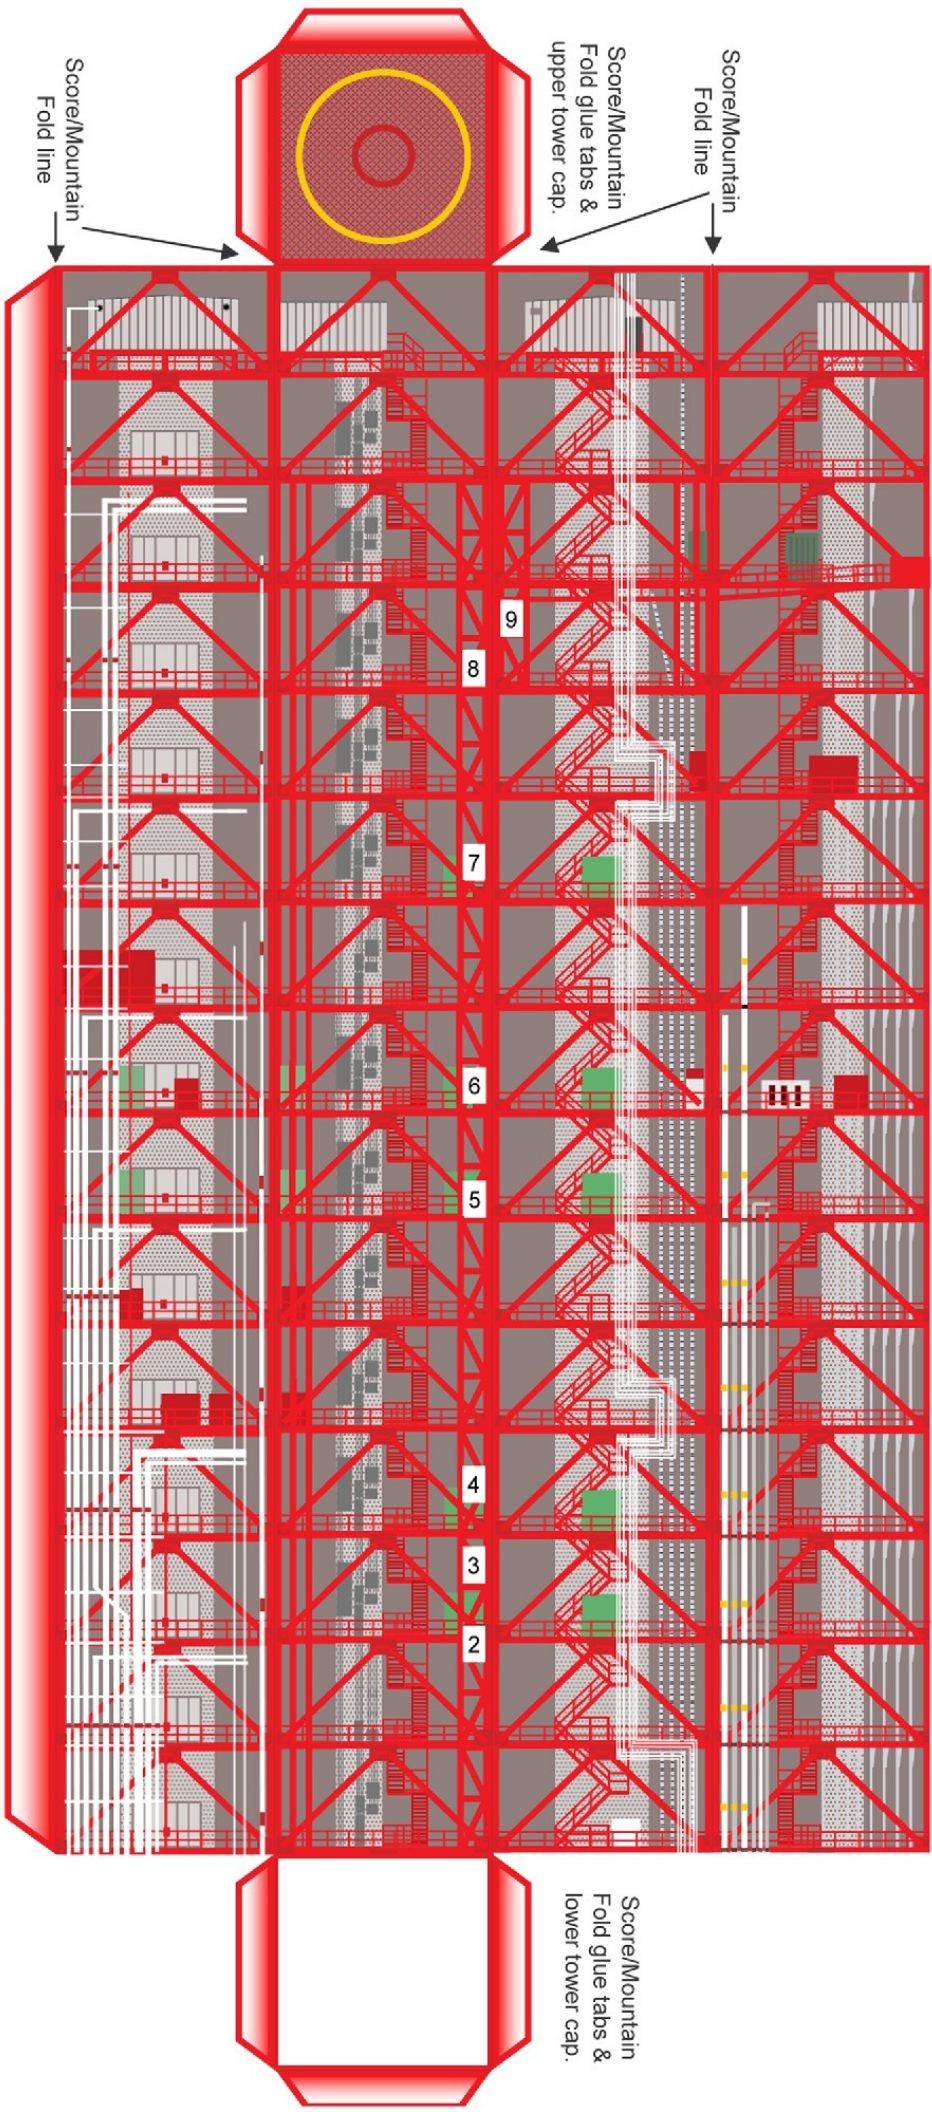 Score/Mountain
Fold line
Score/Mountain
Fold glue tabs &
upper tower cap.
Score/Mountain
Fold line
9
8
7
6
5
4
3
2
Score/Mountain
Fold glue tabs &
lower tower cap.